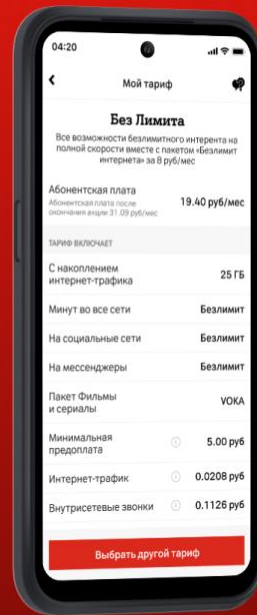 04:20
Мой тариф
Без Лимита
Все возможности безлимитного интерента на
полной скорости вместе с пакетом «Безлимит
интернета» за 8 руб/мес
Абонентская плата
19.40 руб/мес
Абонентская плата после
окончания акции 31.09 руб/мес
ТАРИФ ВКЛЮЧАЕТ
С накоплением
интернет-трафика
25 ГБ
Минут во все сети
Безлимит
На социальные сети
Безлимит
На мессенджеры
Безлимит
Пакет Фильмы
и сериалы
VOKA
Минимальная
предоплата
5.00 руб
Интернет-трафик
0.0208 руб
Внутрисетевые звонки
0.1126 руб
Выбрать другой тариф